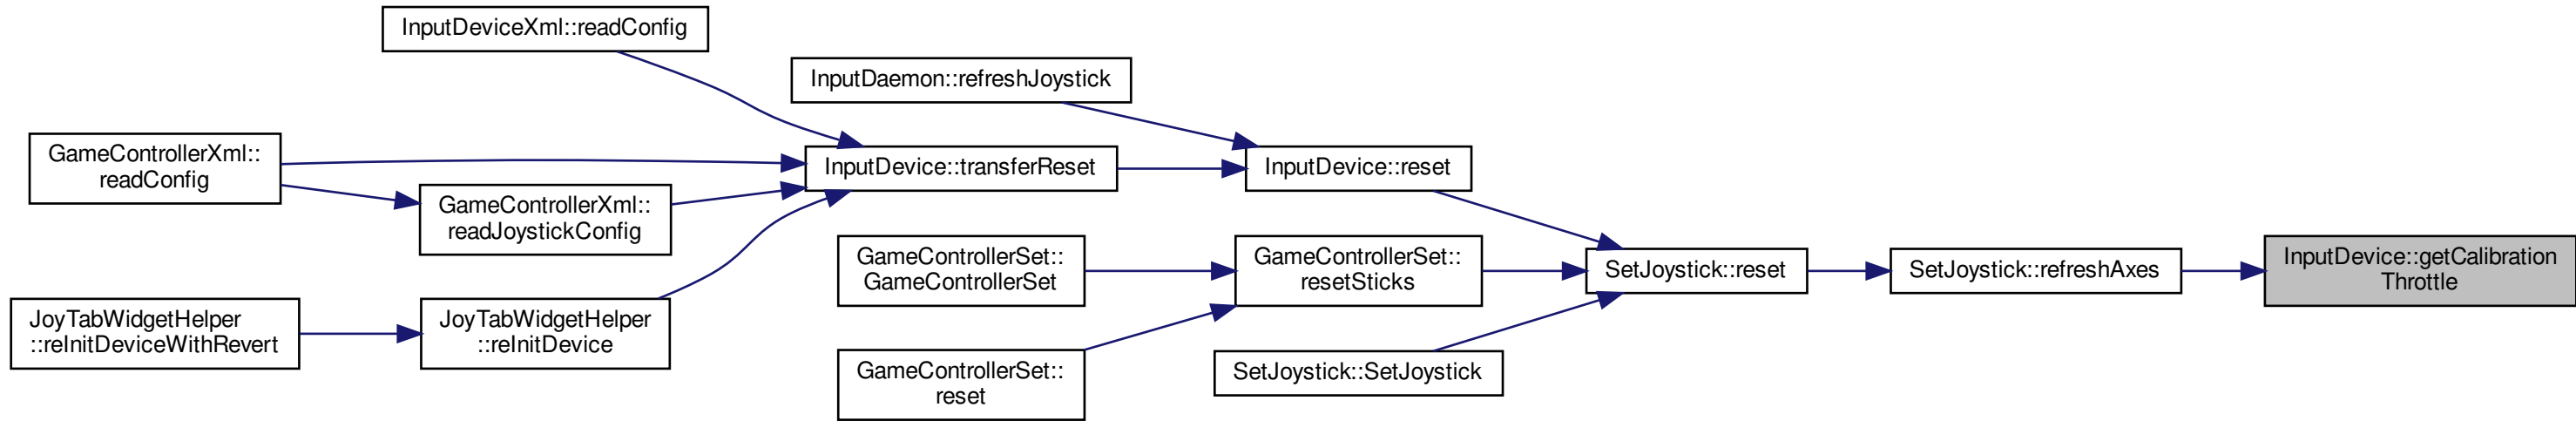 InputDeviceXml::readConfig
InputDaemon::refreshJoystick
GameControllerXml::
readConfig
InputDevice::transferReset
InputDevice::reset
GameControllerXml::
readJoystickConfig
GameControllerSet::
GameControllerSet
GameControllerSet::
resetSticks
SetJoystick::reset
SetJoystick::refreshAxes
InputDevice::getCalibration
Throttle
JoyTabWidgetHelper
::reInitDeviceWithRevert
JoyTabWidgetHelper
::reInitDevice
GameControllerSet::
reset
SetJoystick::SetJoystick